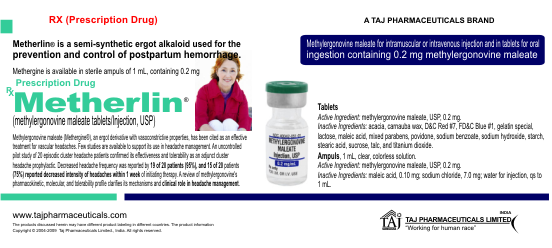 RX (Prescription Drug)
A TAJ PHARMACEUTICALS BRAND
Metherlin® is a semi-synthetic ergot alkaloid used for the
prevention and control of postpartum hemorrhage.
Methergine is available in sterile ampuls of 1 mL, containing 0.2 mg
Prescription Drug
Rx
Metherlin®
(methylergonovine maleate tablets/Injection, USP)
Methylergonovine maleate (Methergine®), an ergot derivative with vasoconstrictive properties, has been cited as an effective
treatment for vascular headaches. Few studies are available to support its use in headache management. An uncontrolled
pilot study of 20 episodic cluster headache patients confirmed its effectiveness and tolerability as an adjunct cluster
headache prophylactic. Decreased headache frequency was reported by 19 of 20 patients (95%), and 15 of 20 patients
(75%) reported decreased intensity of headaches within 1 week of initiating therapy. A review of methylergonovine's
pharmacokinetic, molecular, and tolerability profile clarifies its mechanisms and clinical role in headache management.
Methylergonovine maleate for intramuscular or intravenous injection and in tablets for oral
ingestion containing 0.2 mg methylergonovine maleate
METHYLERGONOVINE
MALEATE
Injection, USP
0.2 mg/mL
Tablets
Active Ingredient: methylergonovine maleate, USP, 0.2 mg.
Inactive Ingredients: acacia, carnauba wax, D&C Red #7, FD&C Blue #1, gelatin special,
lactose, maleic acid, mixed parabens, povidone, sodium benzoate, sodium hydroxide, starch,
stearic acid, sucrose, talc, and titanium dioxide.
Ampuls, 1 mL, clear, colorless solution.
Active Ingredient: methylergonovine maleate, USP, 0.2 mg.
Inactive Ingredients: maleic acid, 0.10 mg; sodium chloride, 7.0 mg; water for injection, qs to
1 mL.
www.tajpharmaceuticals.com
The products discussed herein may have different product labeling in different countries. The product information
Copyright © 2004-2009 Taj Pharmaceuticals Limited., India. All rights reserved.
TAJ
INDIA
TAJ PHARMACEUTICALS LIMITED
"Working for human race"